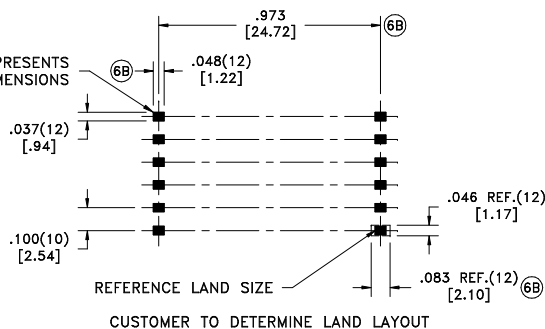 .973
[24.72]
6B
PRESENTS
MENSIONS
6B
.048(12)
[1.22]
.037(12)
[.94]
.100(10)
[2.54]
.046 REF.(12)
[1.17]
REFERENCE LAND SIZE
.083 REF.(12)
[2.10]
6B
CUSTOMER TO DETERMINE LAND LAYOUT